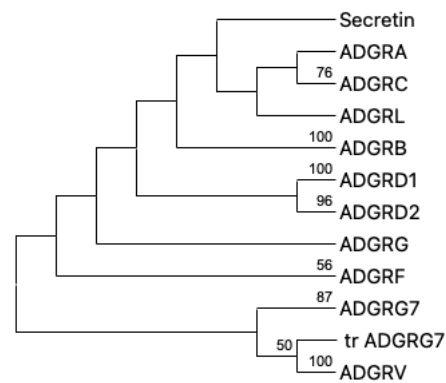 Secretin
ADGRA
76
ADGRC
ADGRL
100
ADGRB
100
ADGRD1
96
ADGRD2
ADGRG
56
ADGRF
87
ADGRG7
50
tr ADGRG7
100
ADGRV